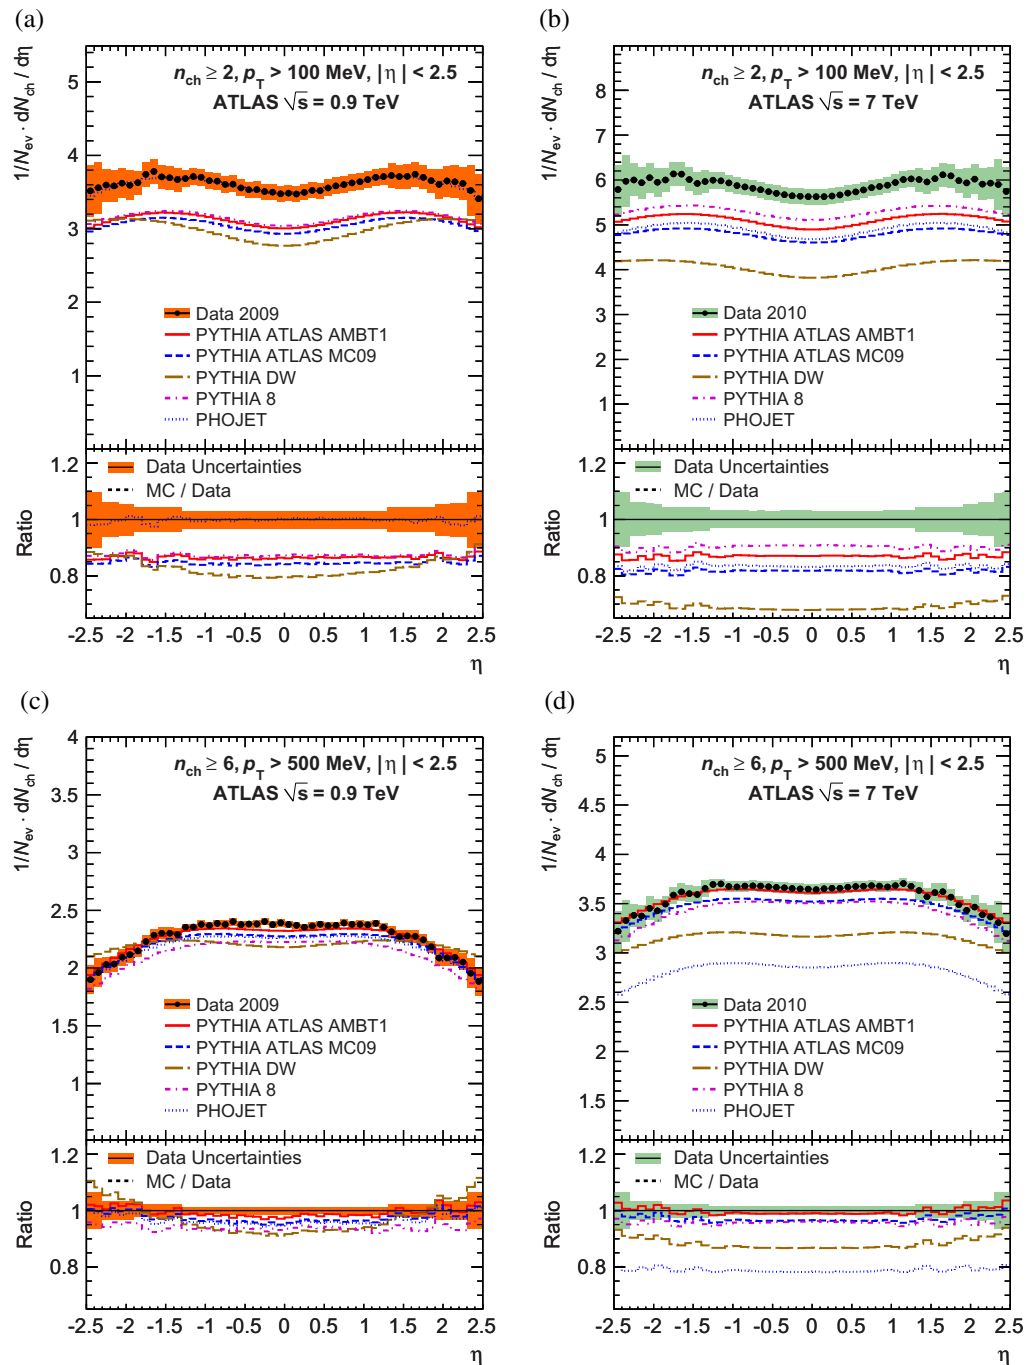 (a)
1/N_ev · dN_ch / dη
n_ch ≥ 2, p_T > 100 MeV, | η | < 2.5
ATLAS √s = 0.9 TeV
5
4
3
2
1
Data 2009
PYTHIA ATLAS AMBT1
PYTHIA ATLAS MC09
PYTHIA DW
PYTHIA 8
PHOJET
Ratio
1.2
1
0.8
Data Uncertainties
MC / Data
-2.5 -2 -1.5 -1 -0.5 0 0.5 1 1.5 2 2.5
η
(b)
1/N_ev · dN_ch / dη
n_ch ≥ 2, p_T > 100 MeV, | η | < 2.5
ATLAS √s = 7 TeV
8
7
6
5
4
3
2
1
Data 2010
PYTHIA ATLAS AMBT1
PYTHIA ATLAS MC09
PYTHIA DW
PYTHIA 8
PHOJET
Ratio
1.2
1
0.8
Data Uncertainties
MC / Data
-2.5 -2 -1.5 -1 -0.5 0 0.5 1 1.5 2 2.5
η
(c)
1/N_ev · dN_ch / dη
n_ch ≥ 6, p_T > 500 MeV, | η | < 2.5
ATLAS √s = 0.9 TeV
4
3.5
3
2.5
2
1.5
1
Data 2009
PYTHIA ATLAS AMBT1
PYTHIA ATLAS MC09
PYTHIA DW
PYTHIA 8
PHOJET
Ratio
1.2
1
0.8
Data Uncertainties
MC / Data
-2.5 -2 -1.5 -1 -0.5 0 0.5 1 1.5 2 2.5
η
(d)
1/N_ev · dN_ch / dη
n_ch ≥ 6, p_T > 500 MeV, | η | < 2.5
ATLAS √s = 7 TeV
5
4.5
4
3.5
3
2.5
2
1.5
Data 2010
PYTHIA ATLAS AMBT1
PYTHIA ATLAS MC09
PYTHIA DW
PYTHIA 8
PHOJET
Ratio
1.2
1
0.8
Data Uncertainties
MC / Data
-2.5 -2 -1.5 -1 -0.5 0 0.5 1 1.5 2 2.5
η